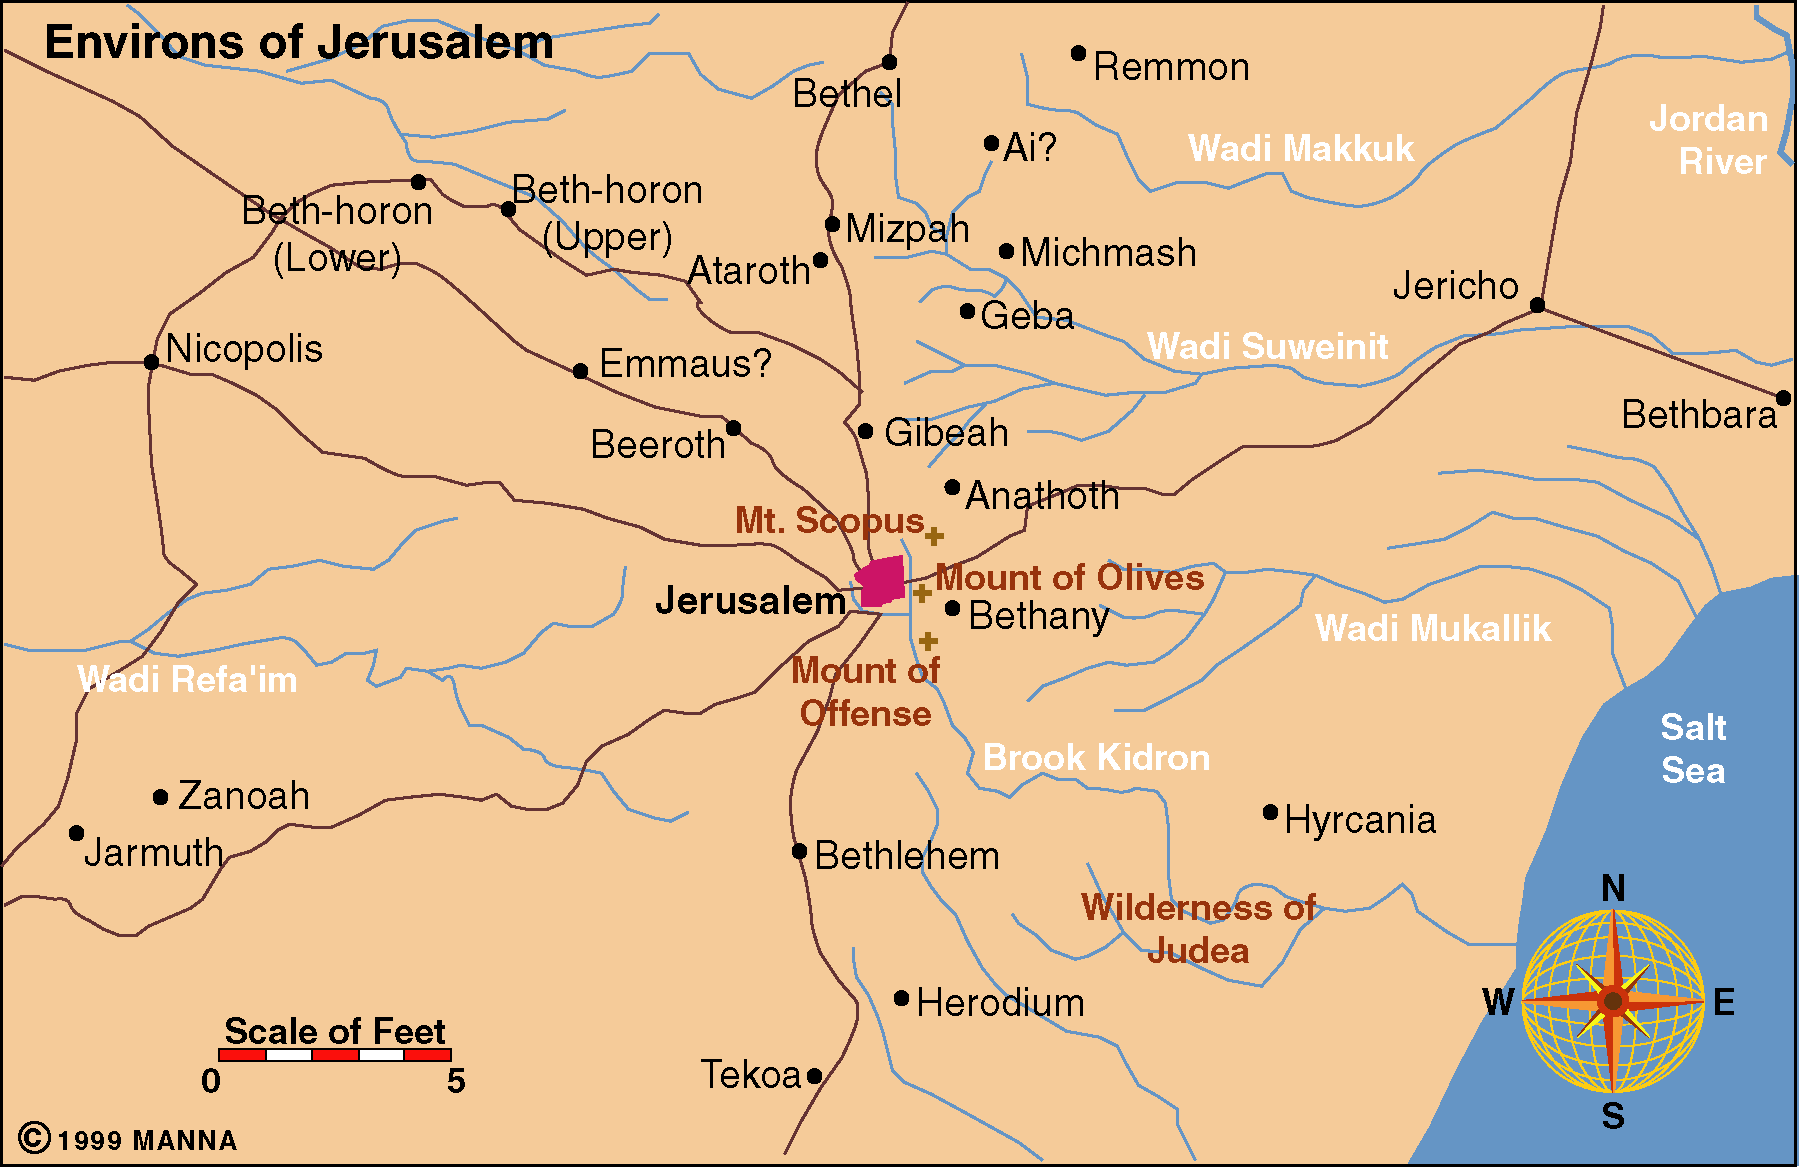 Environs of Jerusalem
Remmon
Bethel
Jordan
River
Ai?
Wadi Makkuk
Beth-horon
(Upper)
Beth-horon
(Lower)
Mizpah
Ataroth
Michmash
Jericho
Geba
Nicopolis
Emmaus?
Wadi Suweinit
Bethbara
Beeroth
Gibeah
Anathoth
Mt. Scopus
Mount of Olives
Jerusalem
Bethany
Wadi Mukallik
Wadi Refa'im
Mount of
Offense
Salt
Sea
Brook Kidron
Zanoah
Hyrcania
Jarmuth
Bethlehem
Wilderness of
Judea
N
W
E
S
Herodium
Scale of Feet
0 5
Tekoa
© 1999 MANNA